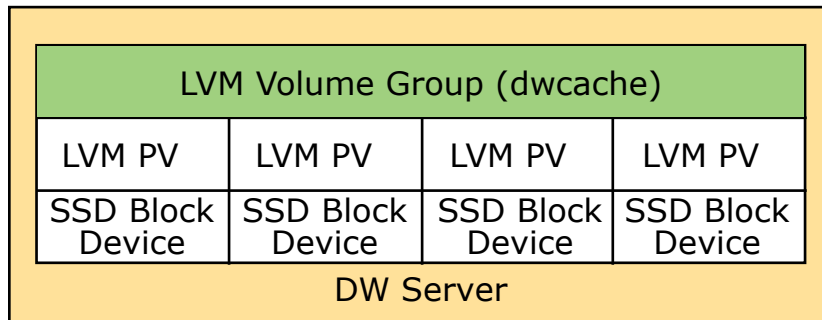 LVM Volume Group (dwcache)
LVM PV LVM PV LVM PV LVM PV
SSD Block SSD Block SSD Block SSD Block
Device Device Device Device
DW Server